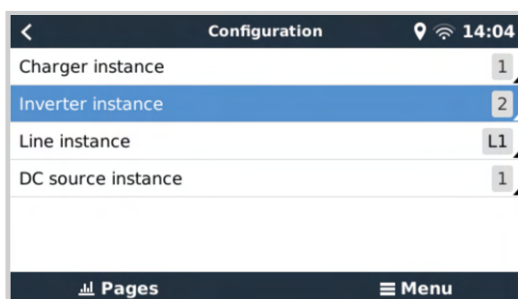 Configuration 14:04
Charger instance 1
Inverter instance 2
Line instance L1
DC source instance 1
Pages Menu